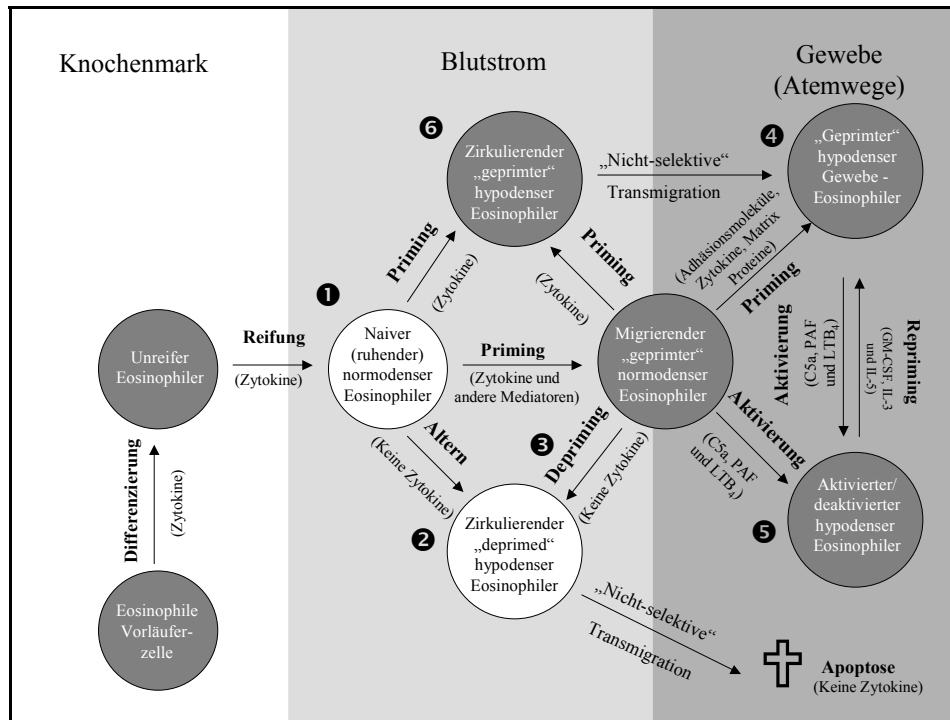 Knochenmark
Blutstrom
Gewebe
(Atemwege)
❻
Zirkulierender
„geprimter“
hypodenser
Eosinophiler
„Nicht-selektive“
Transmigration
❹
„Geprimter“
hypodenser
Gewebe -
Eosinophiler
Priming
(Zytokine)
Priming
(Zytokine)
(Adhäsionsmoleküle,
Zytokine, Matrix
Proteine)
Priming
❶
Naiver
(ruhender)
normodenser
Eosinophiler
Unreifer
Eosinophiler
Reifung
(Zytokine)
Priming
(Zytokine und
andere Mediatoren)
Migrierender
„geprimter“
normodenser
Eosinophiler
Aktivierung
(C5a, PAF
und LTB₄)
Repriming
(GM-CSF, IL-3
und IL-5)
Differenzierung
(Zytokine)
Altern
(Keine Zytokine)
❸
Depriming
(Keine Zytokine)
Aktivierung
(C5a, PAF
und LTB₄)
❷
Zirkulierender
„deprimed“
hypodenser
Eosinophiler
❺
Aktivierter/
deaktivierter
hypodenser
Eosinophiler
Eosinophile
Vorläufer-
zelle
„Nicht-selektive“
Transmigration
Apoptose
(Keine Zytokine)